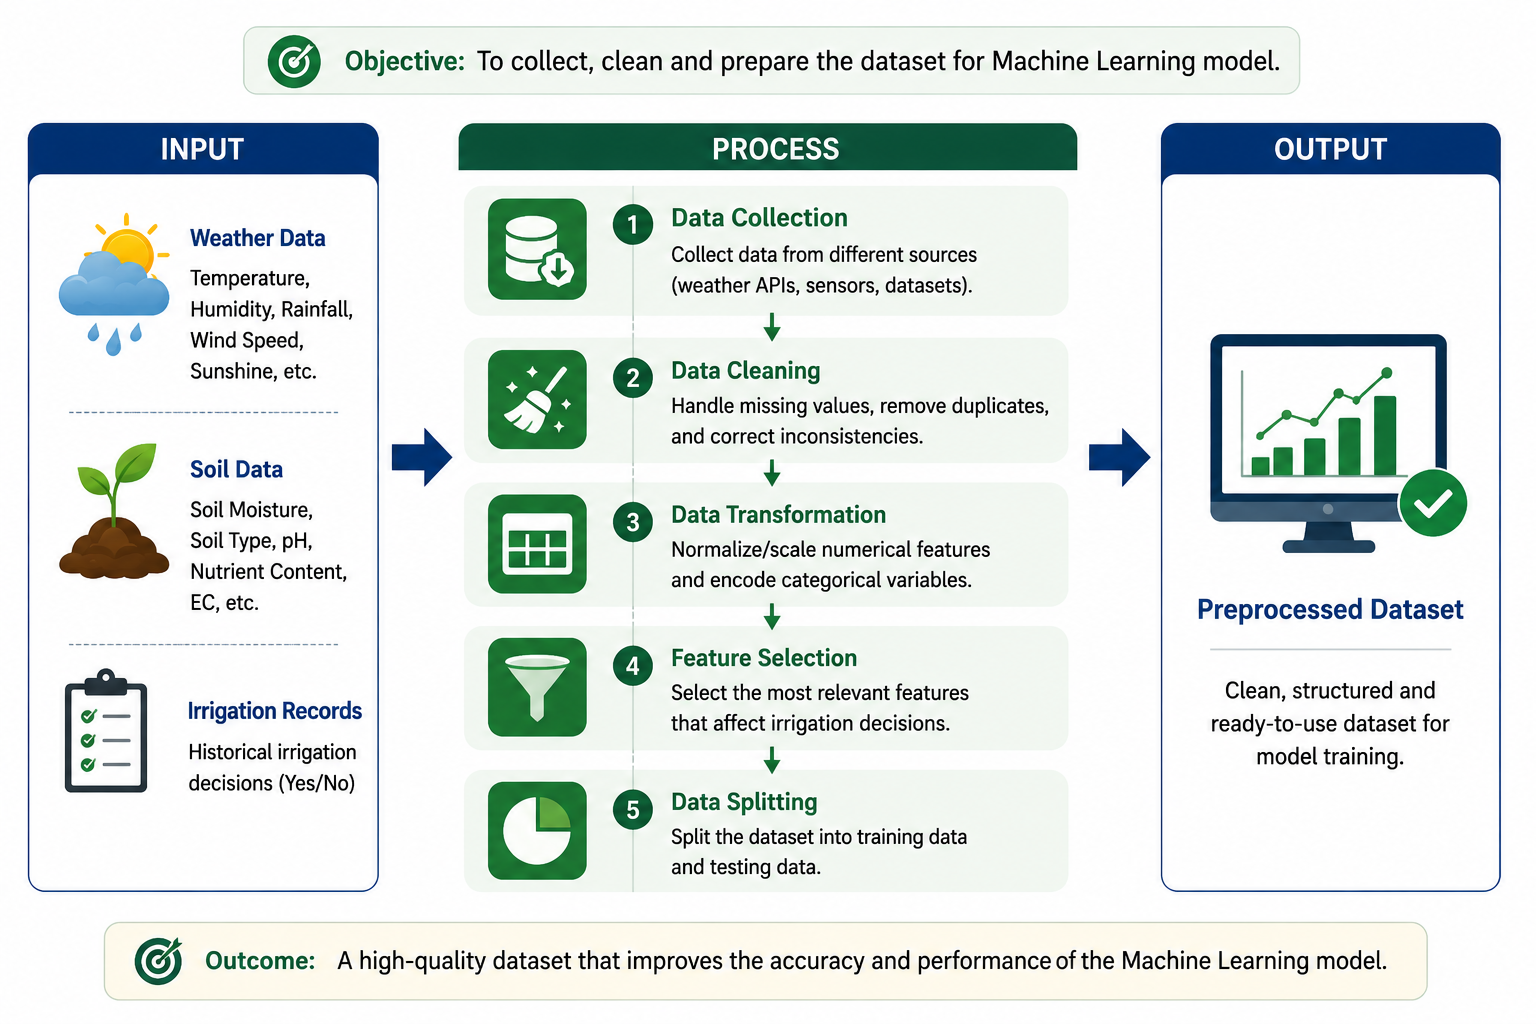 Objective: To collect, clean and prepare the dataset for Machine Learning model.
INPUT
Weather Data
Temperature,
Humidity, Rainfall,
Wind Speed,
Sunshine, etc.
Soil Data
Soil Moisture,
Soil Type, pH,
Nutrient Content,
EC, etc.
Irrigation Records
Historical irrigation
decisions (Yes/No)
PROCESS
1 Data Collection
Collect data from different sources
(weather APIs, sensors, datasets).
2 Data Cleaning
Handle missing values, remove duplicates,
and correct inconsistencies.
3 Data Transformation
Normalize/scale numerical features
and encode categorical variables.
4 Feature Selection
Select the most relevant features
that affect irrigation decisions.
5 Data Splitting
Split the dataset into training data
and testing data.
OUTPUT
Preprocessed Dataset
Clean, structured and
ready-to-use dataset for
model training.
Outcome: A high-quality dataset that improves the accuracy and performance of the Machine Learning model.